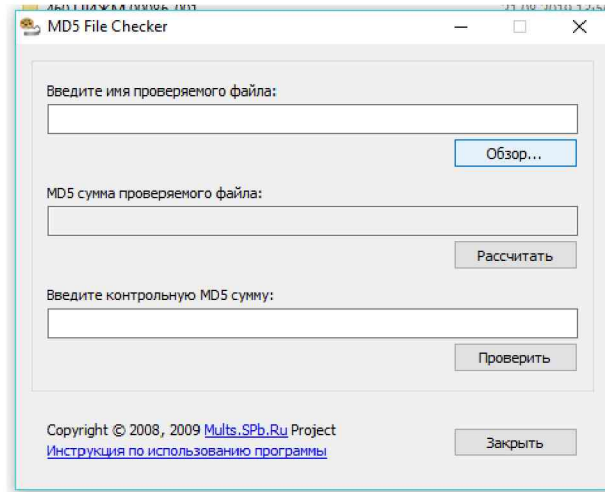 MD5 File Checker
Введите имя проверяемого файла:
Обзор...
MD5 сумма проверяемого файла:
Рассчитать
Введите контрольную MD5 сумму:
Проверить
Copyright © 2008, 2009 Mults.SPb.Ru Project
Инструкция по использованию программы
Закрыть